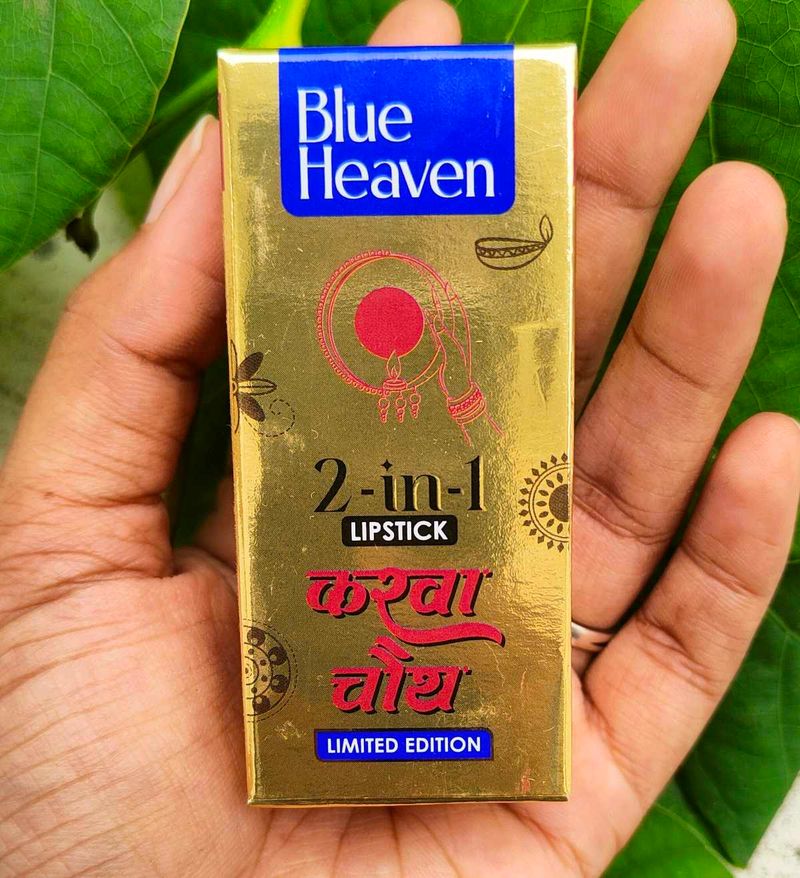 Blue
Heaven
2-in-1
LIPSTICK
करवा
चौथ
LIMITED EDITION